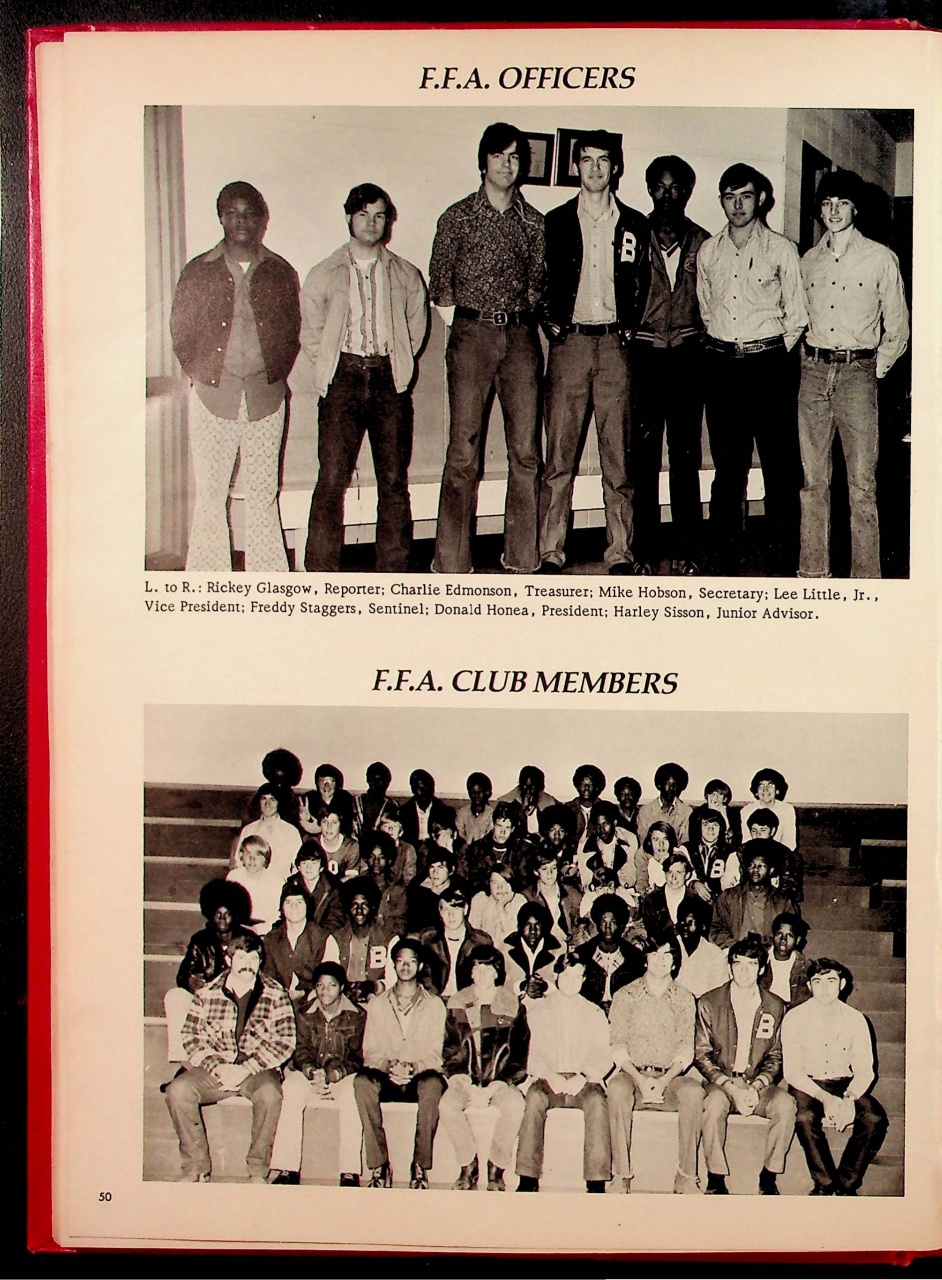 F.F.A. OFFICERS
B
L. to R.: Rickey Glasgow, Reporter; Charlie Edmonson, Treasurer; Mike Hobson, Secretary; Lee Little, Jr.,
Vice President; Freddy Staggers, Sentinel; Donald Honea, President; Harley Sisson, Junior Advisor.
F.F.A. CLUB MEMBERS
B
B
B
50